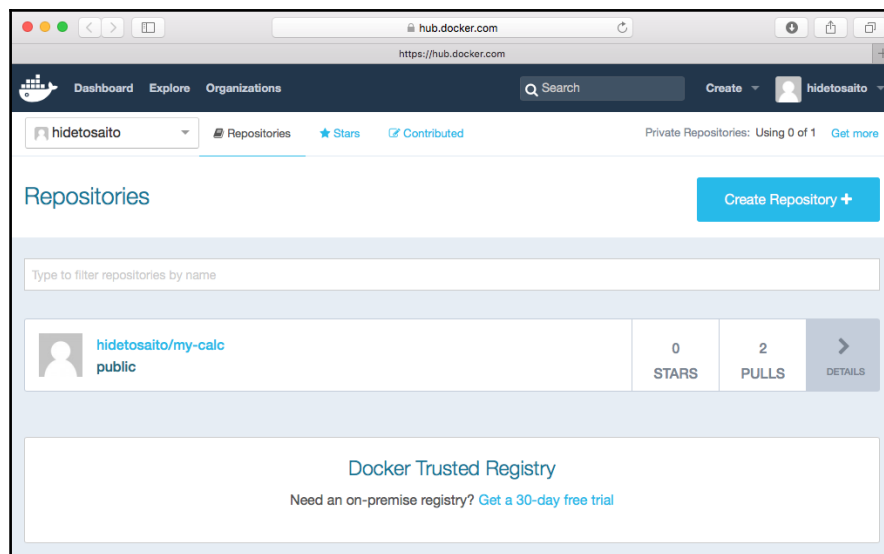 hub.docker.com
https://hub.docker.com
Dashboard Explore Organizations Search Create hidetosaito
hidetosaito Repositories Stars Contributed Private Repositories: Using 0 of 1 Get more
Repositories Create Repository
Type to filter repositories by name
hidetosaito/my-calc
public
0
STARS
2
PULLS
DETAILS
Docker Trusted Registry
Need an on-premise registry? Get a 30-day free trial